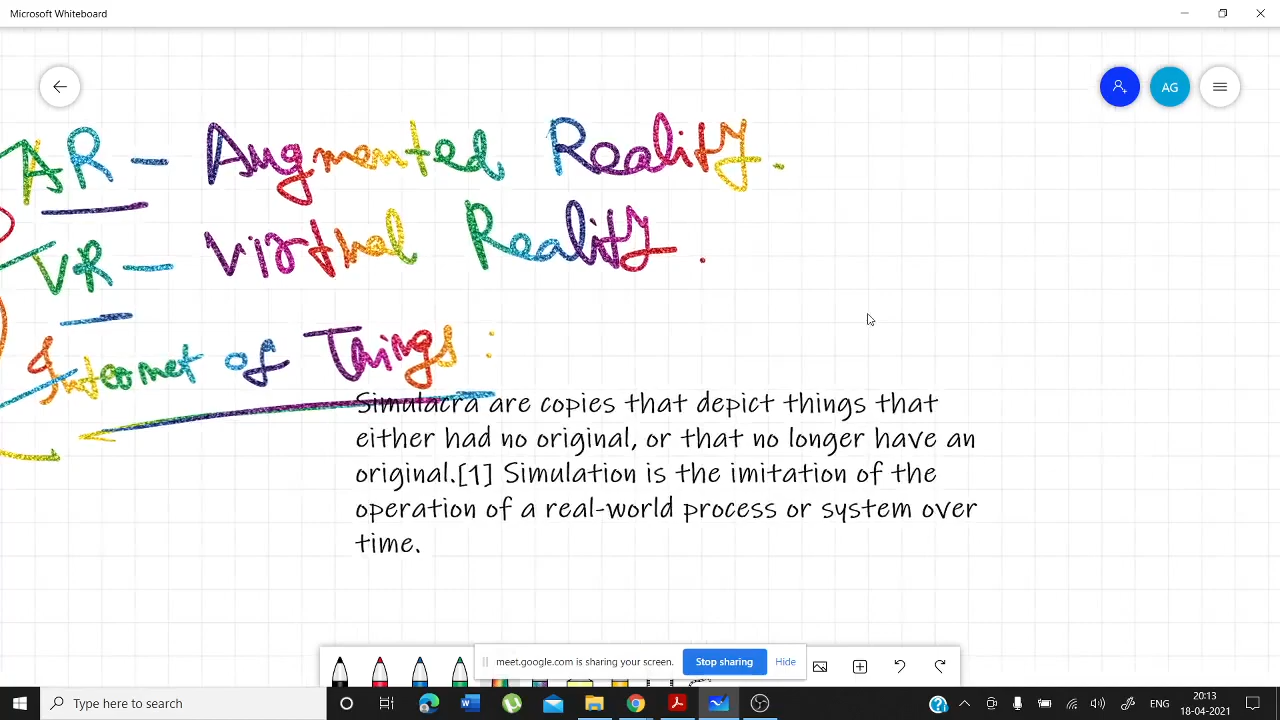 Microsoft Whiteboard
AG
AR - Augmented Reality.
VR - Virtual Reality.
Internet of Things:
Simulacra are copies that depict things that
either had no original, or that no longer have an
original.[1] Simulation is the imitation of the
operation of a real-world process or system over
time.
meet.google.com is sharing your screen. Stop sharing Hide
Type here to search
ENG
20:13
18-04-2021